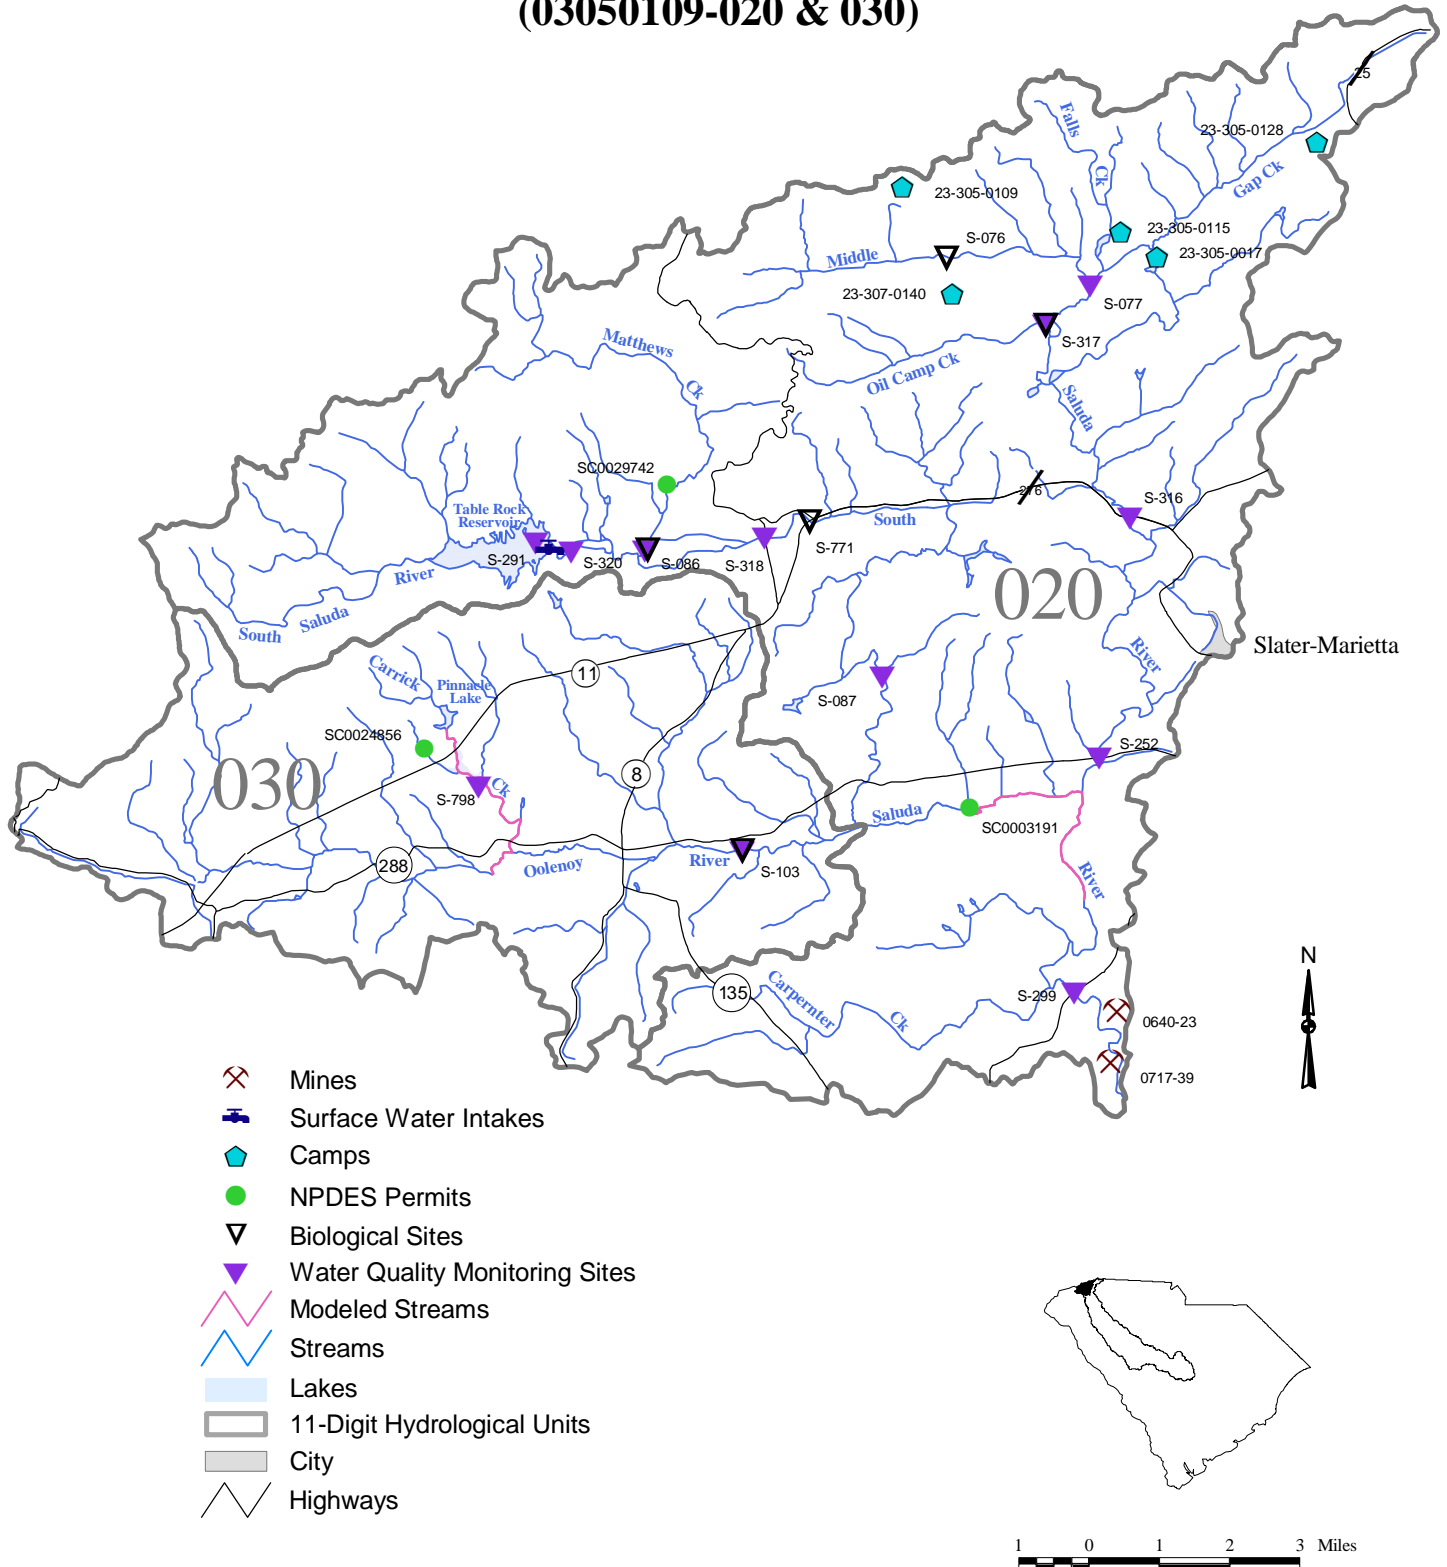 (03050109-020 & 030)
25
Falls
Ck
23-305-0128
Gap Ck
23-305-0109
23-305-0115
S-076
23-305-0017
Middle
23-307-0140
S-077
S-317
Matthews
Ck
Oil Camp Ck
Saluda
SC0029742
276
S-316
Table Rock
Reservoir
South
S-771
S-291
S-320
S-086
S-318
River
020
Saluda
South
River
Slater-Marietta
Carrick
11
Pinnacle
Lake
S-087
SC0024856
S-252
030
8
Ck
S-798
Saluda
SC0003191
288
Oolenoy
River
S-103
River
135
Carpernter
Ck
S-299
N
0640-23
0717-39
Mines
Surface Water Intakes
Camps
NPDES Permits
Biological Sites
Water Quality Monitoring Sites
Modeled Streams
Streams
Lakes
11-Digit Hydrological Units
City
Highways
1 0 1 2 3 Miles